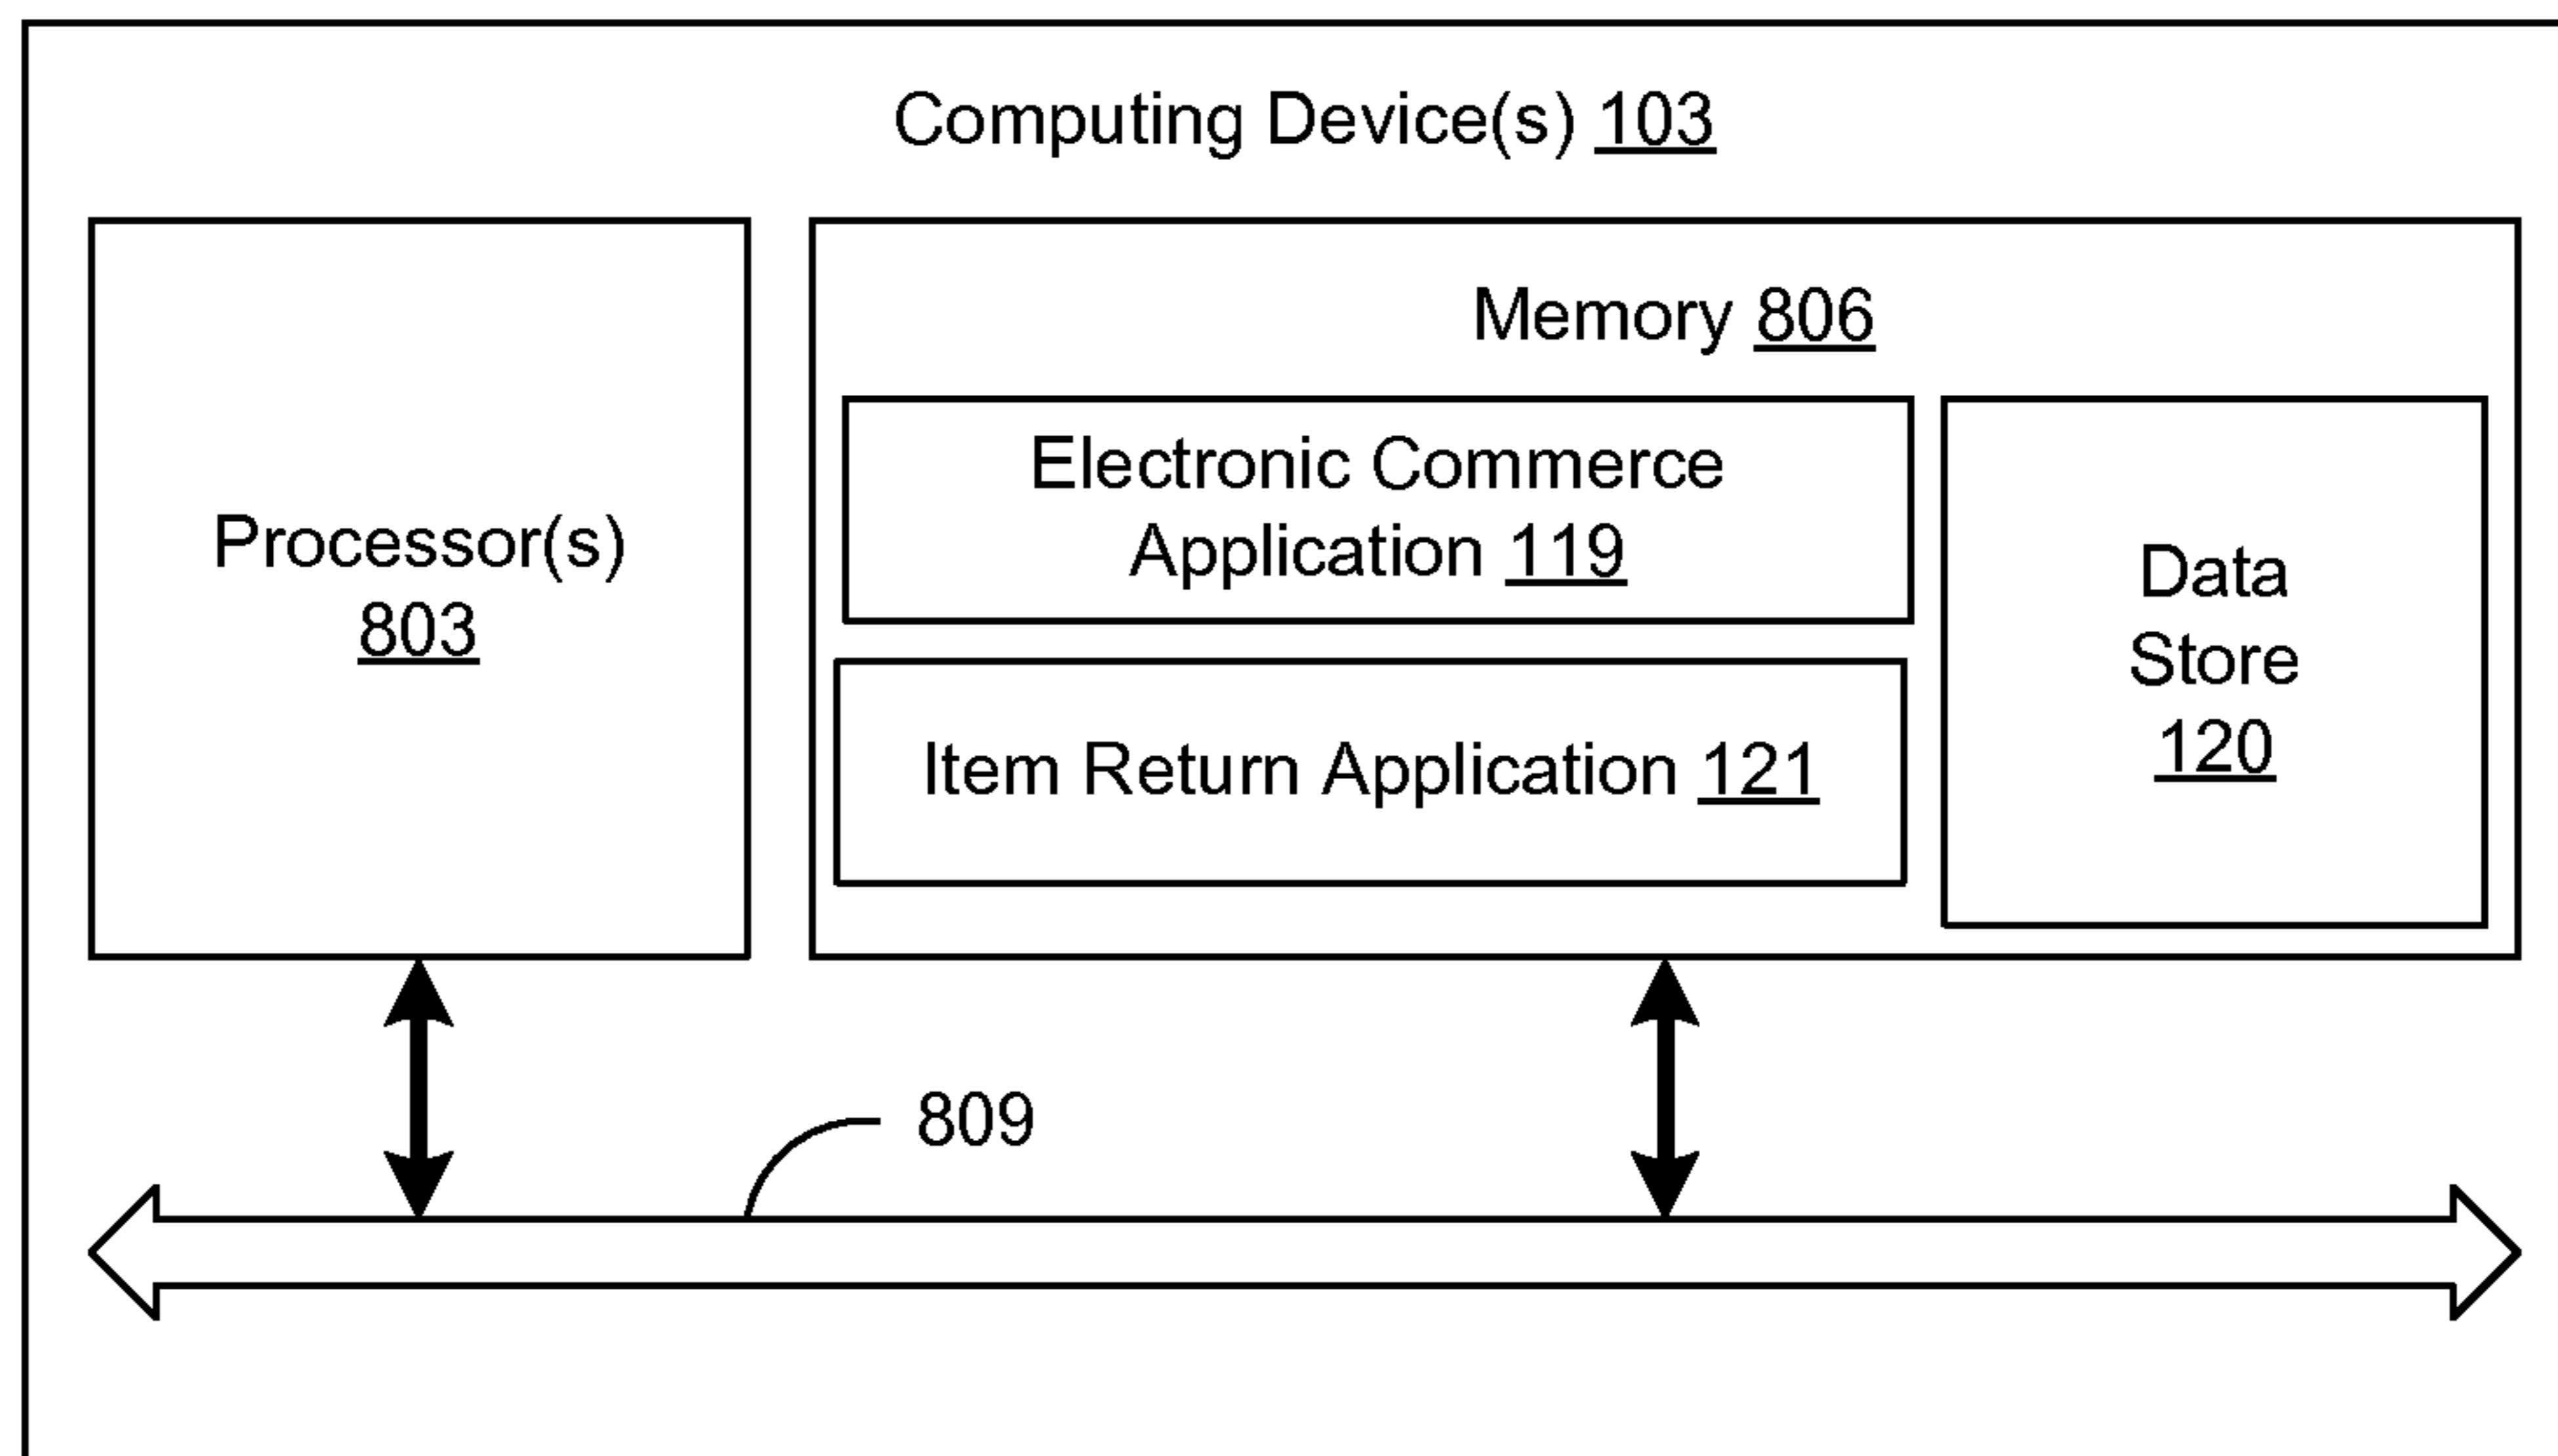 Computing Device(s) 103
Processor(s)
803
Memory 806
Electronic Commerce
Application 119
Item Return Application 121
Data
Store
120
809